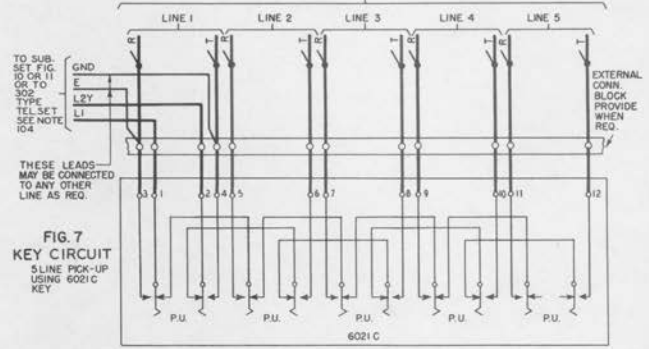 LINE 1 LINE 2 LINE 3 LINE 4 LINE 5
R T R T R T R T R T
TO SUB-
SET FIG.
10 OR 11
OR TO
302
TYPE
TEL. SET
SEE NOTE
104
GND
E
L2Y
L1
EXTERNAL
CONN.
BLOCK
PROVIDE
WHEN
REQ.
THESE LEADS
MAY BE CONNECTED
TO ANY OTHER
LINE AS REQ.
3 1 2 4 5 6 7 8 9 10 11 12
FIG. 7
KEY CIRCUIT
5 LINE PICK-UP
USING 6021C
KEY
P.U. P.U. P.U. P.U. P.U.
6021C